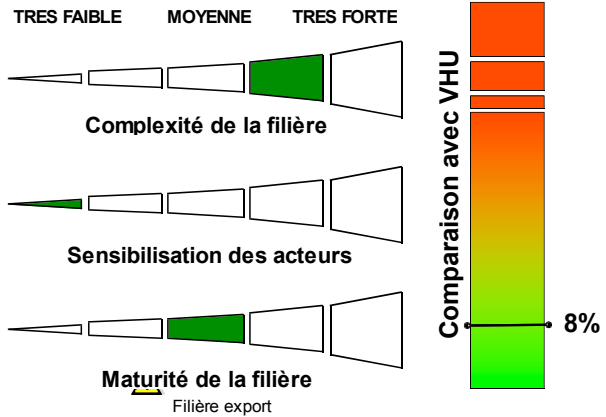 TRES FAIBLE MOYENNE TRES FORTE
Complexité de la filière
Sensibilisation des acteurs
Maturité de la filière
Filière export
Comparaison avec VHU
8%